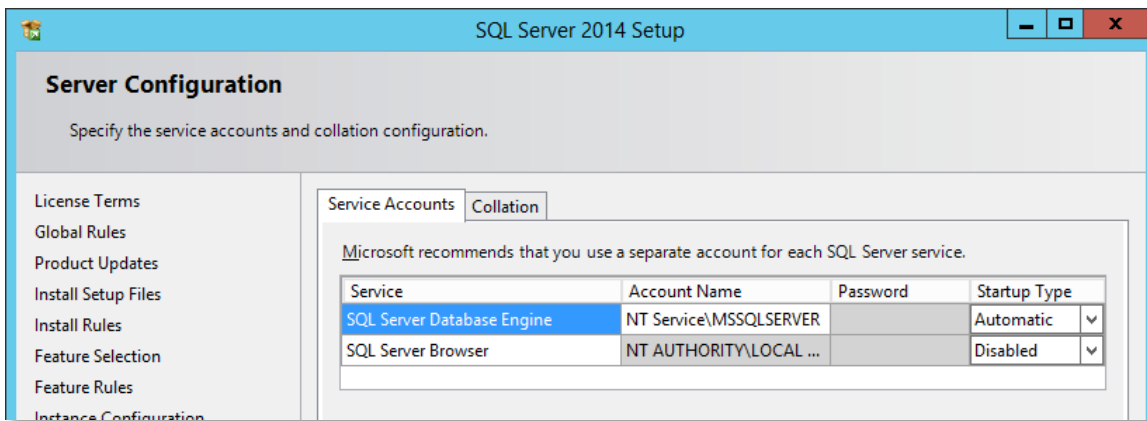 SQL Server 2014 Setup
Server Configuration
Specify the service accounts and collation configuration.
License Terms
Global Rules
Product Updates
Install Setup Files
Install Rules
Feature Selection
Feature Rules
Instance Configuration
Service Accounts Collation
Microsoft recommends that you use a separate account for each SQL Server service.
Service Account Name Password Startup Type
SQL Server Database Engine NT Service\MSSQLSERVER Automatic
SQL Server Browser NT AUTHORITY\LOCAL ... Disabled